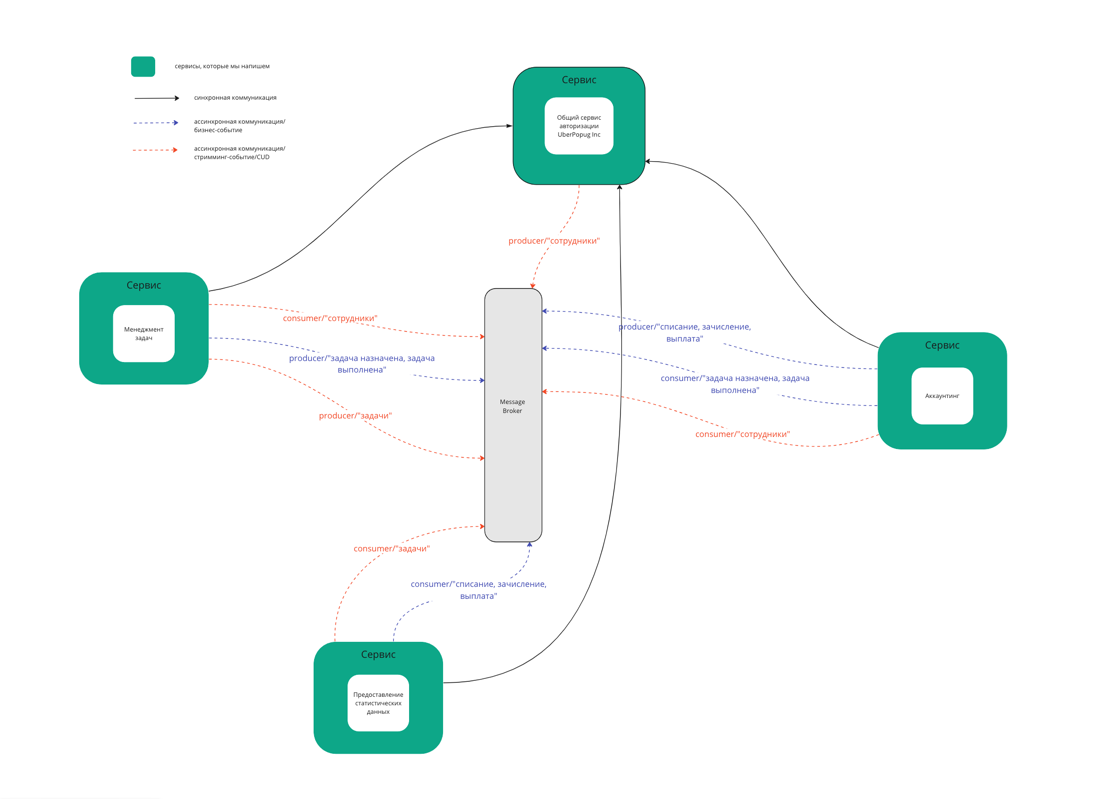 сервисы, которые мы напишем
синхронная коммуникация
ассинхронная коммуникация/
бизнес-событие
ассинхронная коммуникация/
стримминг-событие/CUD
Сервис
Общий сервис
авторизации
UberPopug Inc
producer/"сотрудники"
Сервис
Менеджмент
задач
consumer/"сотрудники"
producer/"задача назначена, задача
выполнена"
producer/"задачи"
Message
Broker
producer/"списание, зачисление,
выплата"
consumer/"задача назначена, задача
выполнена"
consumer/"сотрудники"
Сервис
Аккаунтинг
consumer/"задачи"
consumer/"списание, зачисление,
выплата"
Сервис
Предоставление
статистических
данных